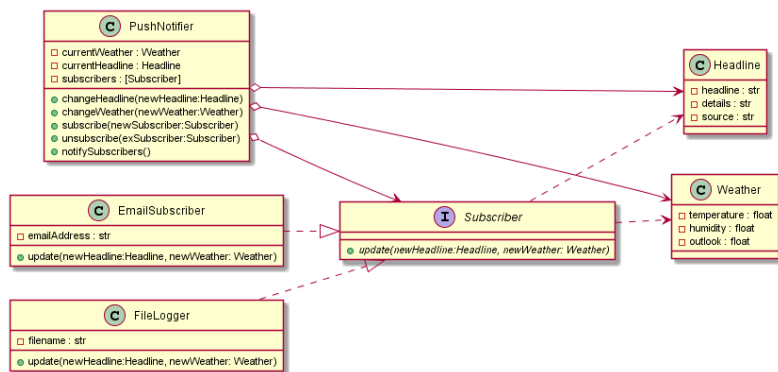 C PushNotifier
currentWeather : Weather
currentHeadline : Headline
subscribers : [Subscriber]
changeHeadline(newHeadline:Headline)
changeWeather(newWeather:Weather)
subscribe(newSubscriber:Subscriber)
unsubscribe(exSubscriber:Subscriber)
notifySubscribers()
C Headline
headline : str
details : str
source : str
C EmailSubscriber
emailAddress : str
update(newHeadline:Headline, newWeather: Weather)
I Subscriber
update(newHeadline:Headline, newWeather: Weather)
C Weather
temperature : float
humidity : float
outlook : float
C FileLogger
filename : str
update(newHeadline:Headline, newWeather: Weather)